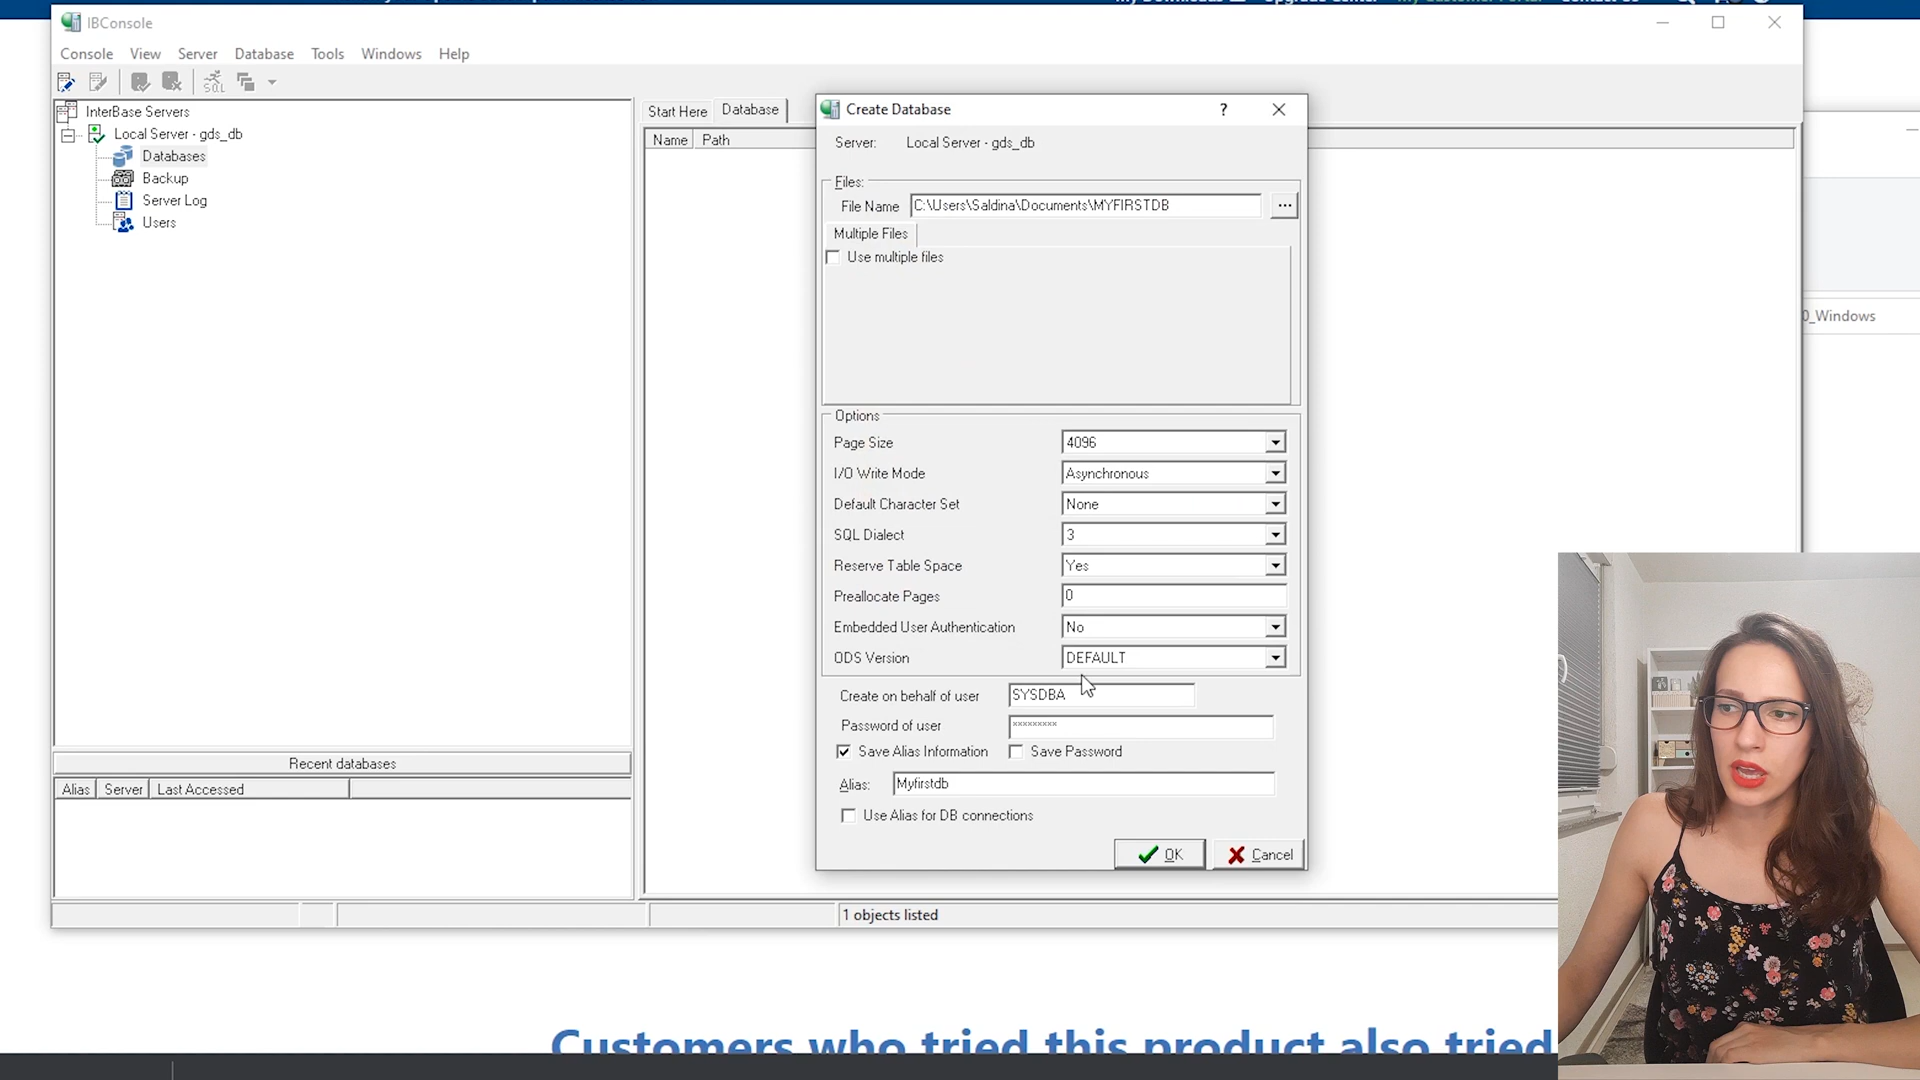 IBConsole
Console View Server Database Tools Windows Help
InterBase Servers
Local Server - gds_db
Databases
Backup
Server Log
Users
Recent databases
Alias Server Last Accessed
Start Here Database
Name Path
1 objects listed
Create Database
?
Server: Local Server - gds_db
Files:
File Name C:\Users\Saldina\Documents\MYFIRSTDB ...
Multiple Files
Use multiple files
Options
Page Size 4096
I/O Write Mode Asynchronous
Default Character Set None
SQL Dialect 3
Reserve Table Space Yes
Preallocate Pages 0
Embedded User Authentication No
ODS Version DEFAULT
Create on behalf of user SYSDBA
Password of user *********
Save Alias Information Save Password
Alias: Myfirstdb
Use Alias for DB connections
OK Cancel
0_Windows
Customers who tried this product also tried